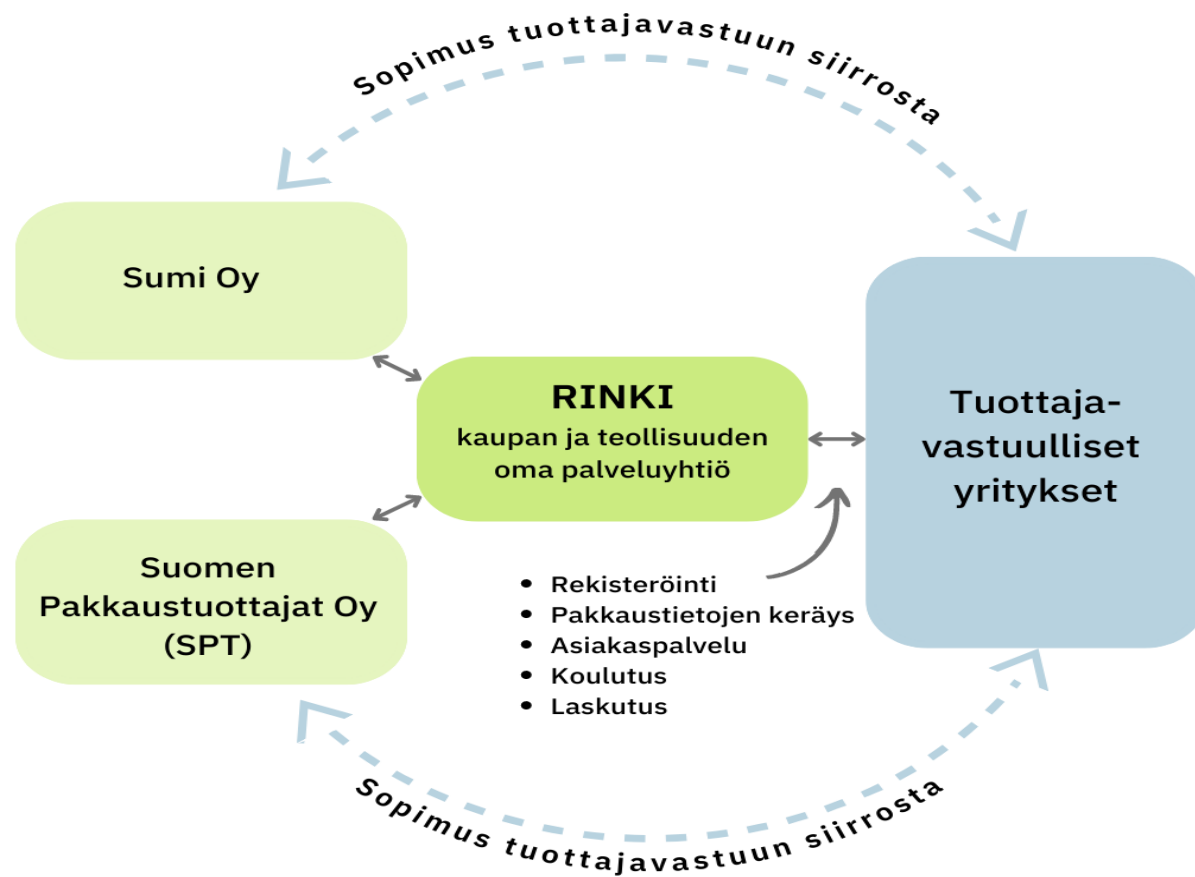 Sopimus tuottajavastuun siirrosta
Sumi Oy
RINKI
kaupan ja teollisuuden
oma palveluyhtiö
Tuottaja-
vastuulliset
yritykset
Suomen
Pakkaustuottajat Oy
(SPT)
• Rekisteröinti
• Pakkaustietojen keräys
• Asiakaspalvelu
• Koulutus
• Laskutus
Sopimus tuottajavastuun siirrosta